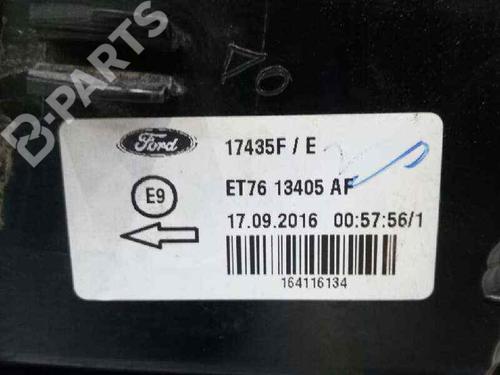 B-PARTS
Ford
17435F / E
E9
ET76 13405 AF
17.09.2016 00:57:56/1
164116134